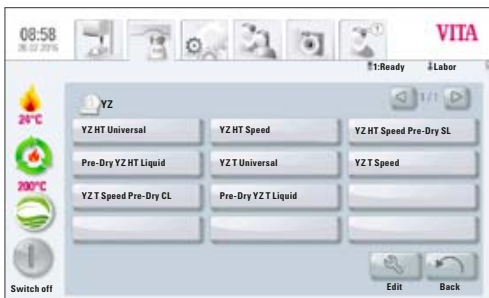 08:58
VITA
1:Ready Labor
24°C
YZ
1/1
YZ HT Universal YZ HT Speed YZ HT Speed Pre-Dry SL
Pre-Dry YZ HT Liquid YZ T Universal YZ T Speed
200°C
YZ T Speed Pre-Dry CL Pre-Dry YZ T Liquid
Switch off Edit Back